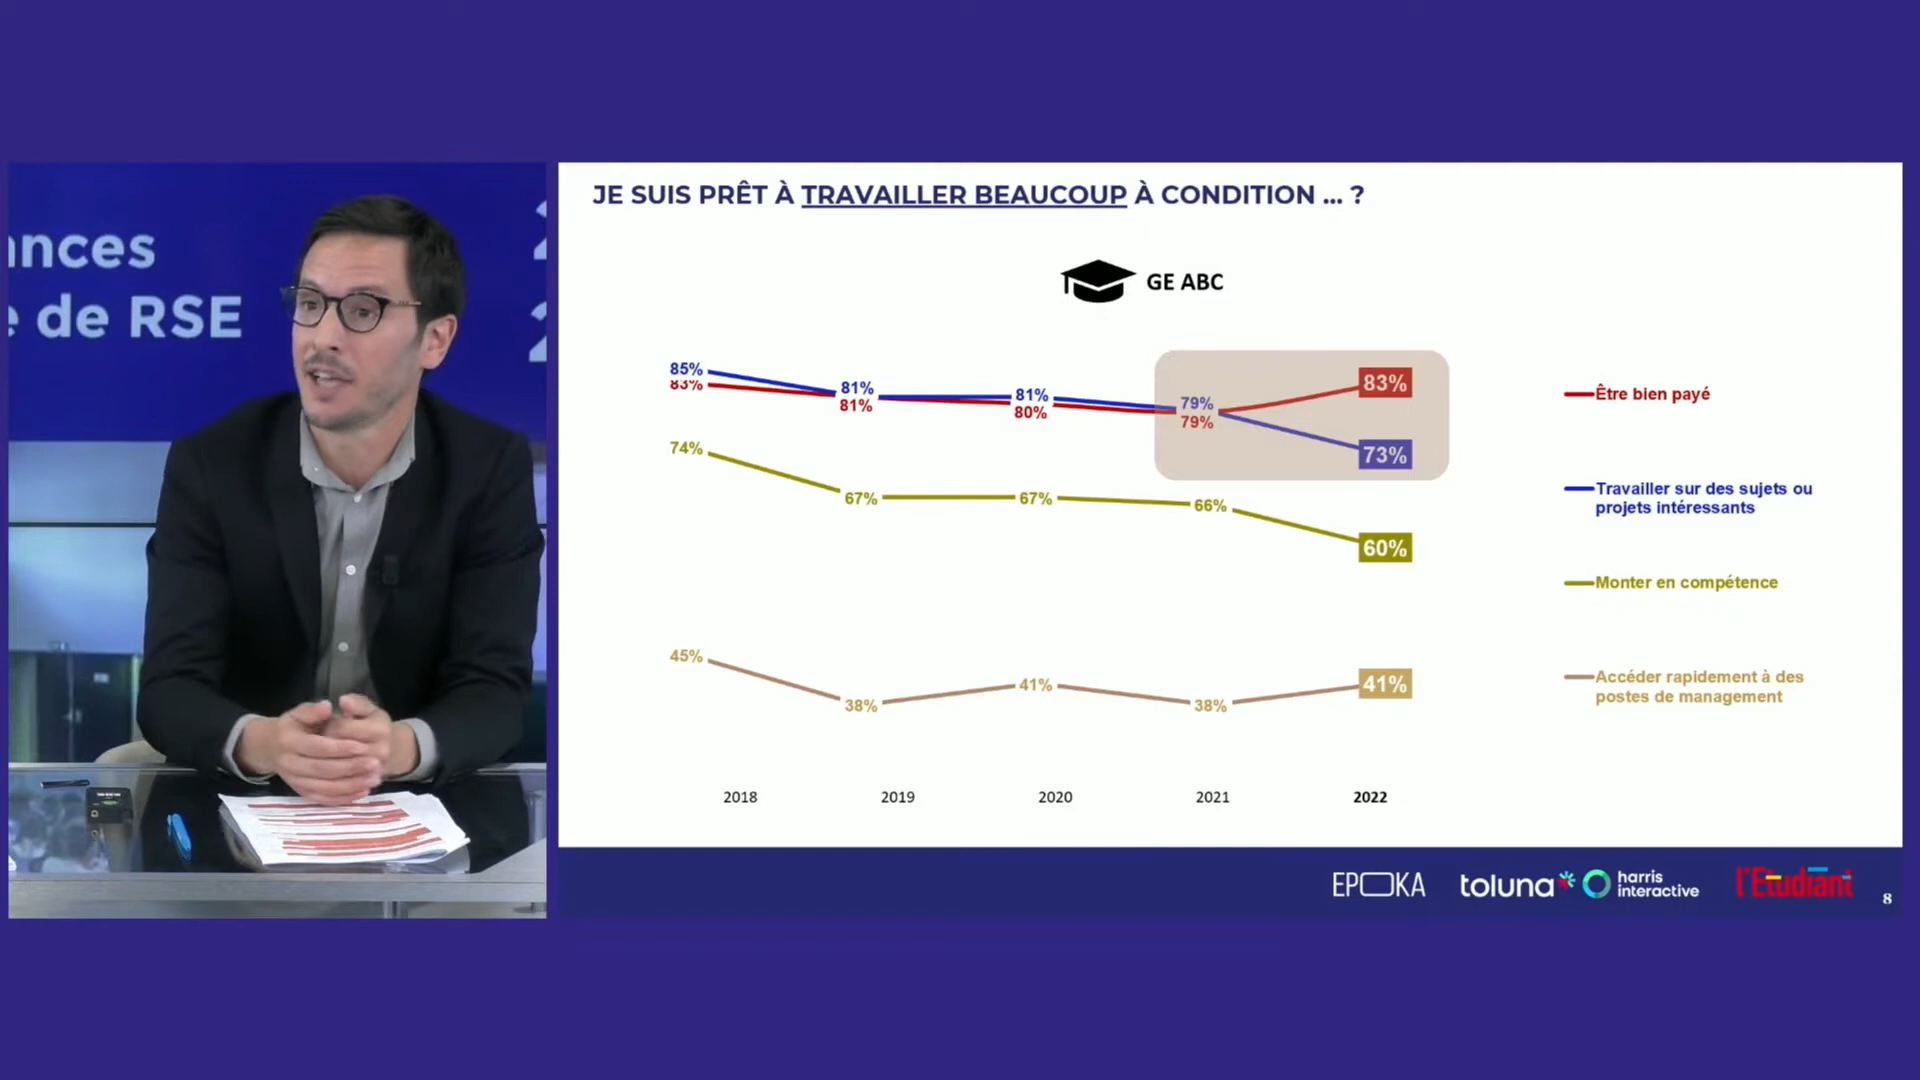 nces
de RSE
JE SUIS PRÊT À TRAVAILLER BEAUCOUP À CONDITION ... ?
GE ABC
85%
83%
81%
81%
81%
80%
79%
79%
83%
73%
74%
67%
67%
66%
60%
45%
38%
41%
38%
41%
2018
2019
2020
2021
2022
Être bien payé
Travailler sur des sujets ou
projets intéressants
Monter en compétence
Accéder rapidement à des
postes de management
EPOKA
toluna
harris
interactive
l'Etudiant
8